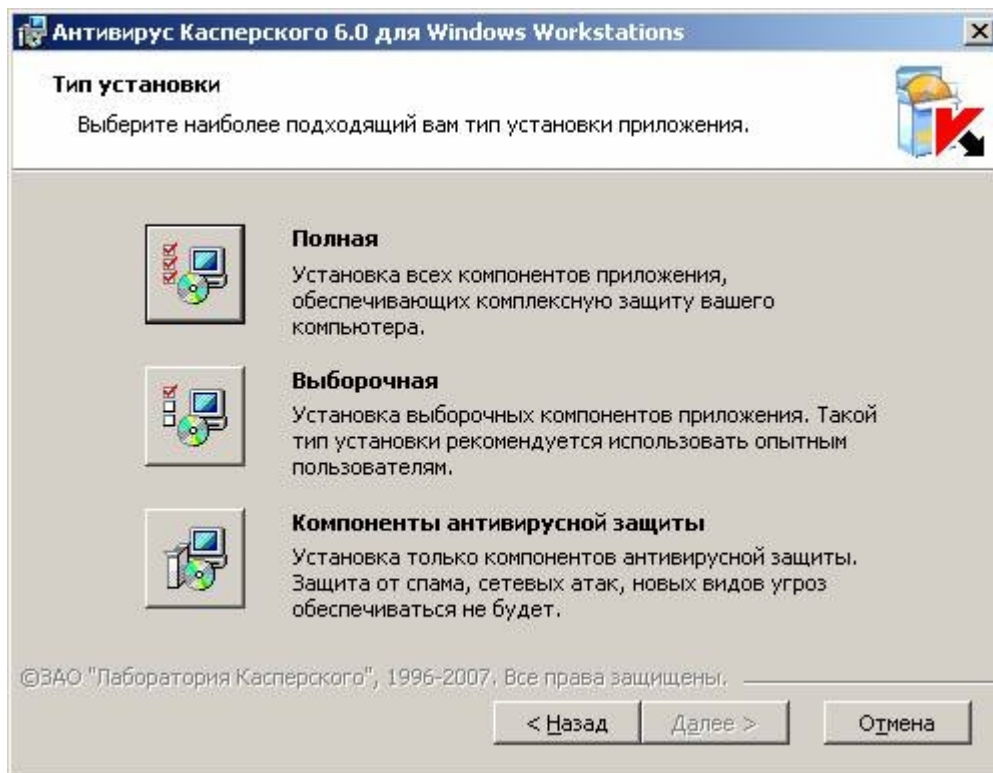 Антивирус Касперского 6.0 для Windows Workstations
Тип установки
Выберите наиболее подходящий вам тип установки приложения.
Полная
Установка всех компонентов приложения,
обеспечивающих комплексную защиту вашего
компьютера.
Выборочная
Установка выборочных компонентов приложения. Такой
тип установки рекомендуется использовать опытным
пользователям.
Компоненты антивирусной защиты
Установка только компонентов антивирусной защиты.
Защита от спама, сетевых атак, новых видов угроз
обеспечиваться не будет.
©ЗАО "Лаборатория Касперского", 1996-2007. Все права защищены.
< Назад
Далее >
Отмена